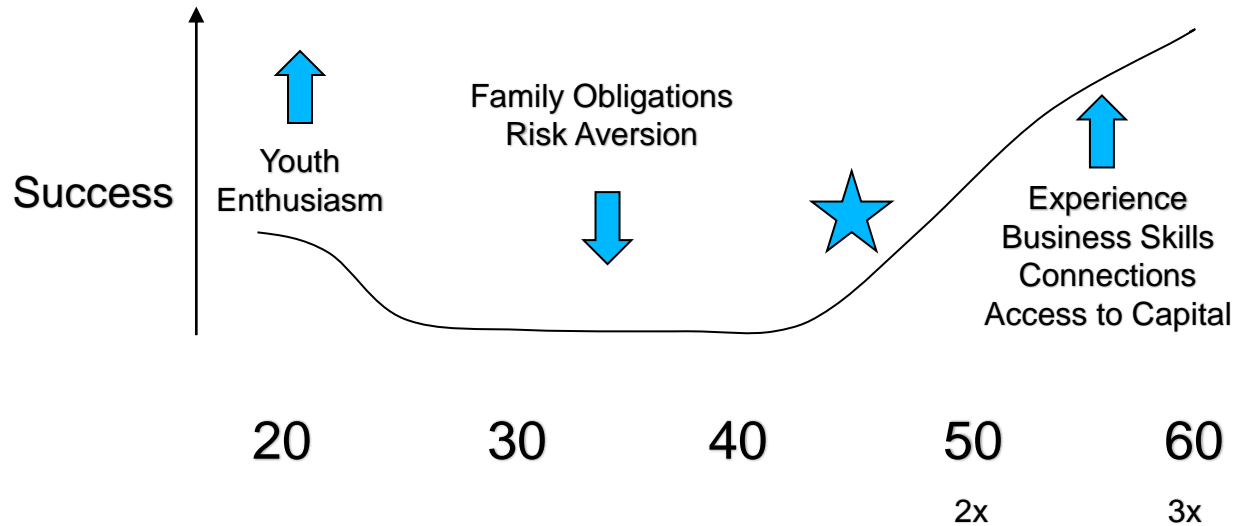 Family Obligations
Risk Aversion
Youth
Enthusiasm
Success
Experience
Business Skills
Connections
Access to Capital
20
30
40
50
60
2x
3x